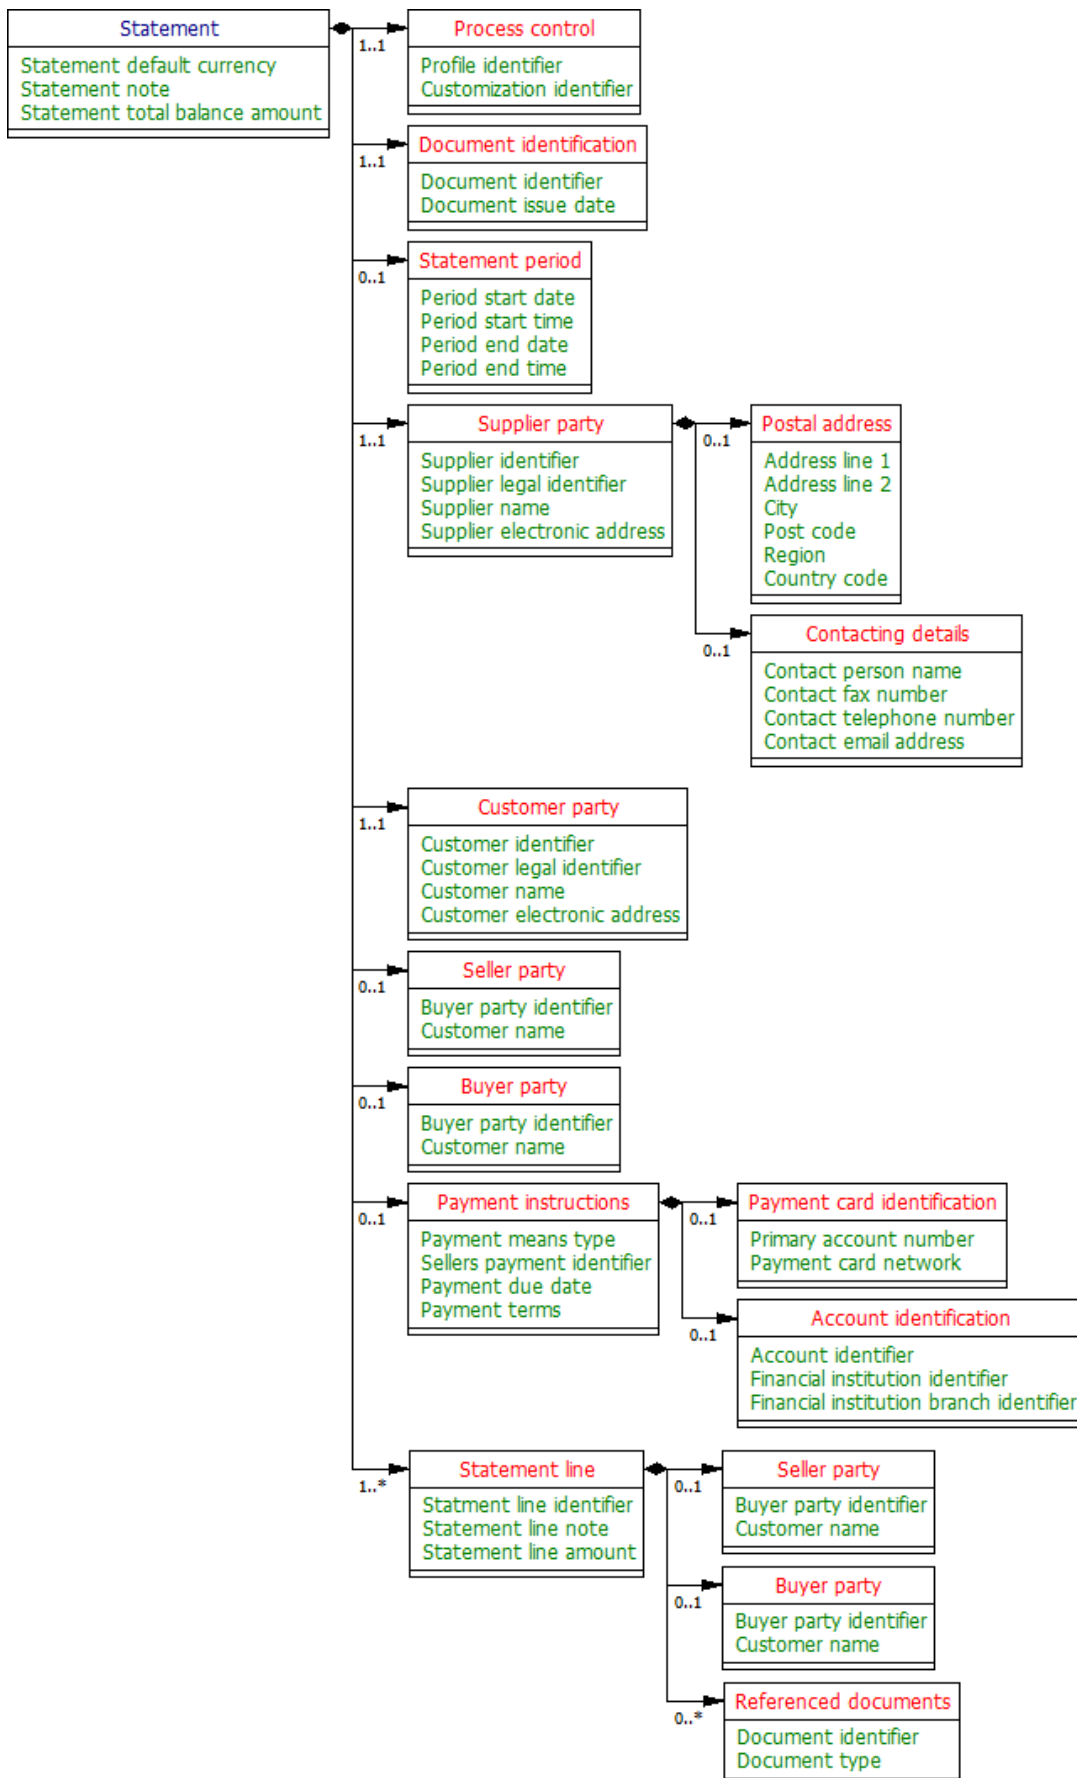 Statement
Statement default currency
Statement note
Statement total balance amount
1..1
Process control
Profile identifier
Customization identifier
1..1
Document identification
Document identifier
Document issue date
0..1
Statement period
Period start date
Period start time
Period end date
Period end time
1..1
Supplier party
Supplier identifier
Supplier legal identifier
Supplier name
Supplier electronic address
0..1
Postal address
Address line 1
Address line 2
City
Post code
Region
Country code
0..1
Contacting details
Contact person name
Contact fax number
Contact telephone number
Contact email address
1..1
Customer party
Customer identifier
Customer legal identifier
Customer name
Customer electronic address
0..1
Seller party
Buyer party identifier
Customer name
0..1
Buyer party
Buyer party identifier
Customer name
0..1
Payment instructions
Payment means type
Sellers payment identifier
Payment due date
Payment terms
0..1
Payment card identification
Primary account number
Payment card network
0..1
Account identification
Account identifier
Financial institution identifier
Financial institution branch identifier
1..*
Statement line
Statment line identifier
Statement line note
Statement line amount
0..1
Seller party
Buyer party identifier
Customer name
0..1
Buyer party
Buyer party identifier
Customer name
0..*
Referenced documents
Document identifier
Document type